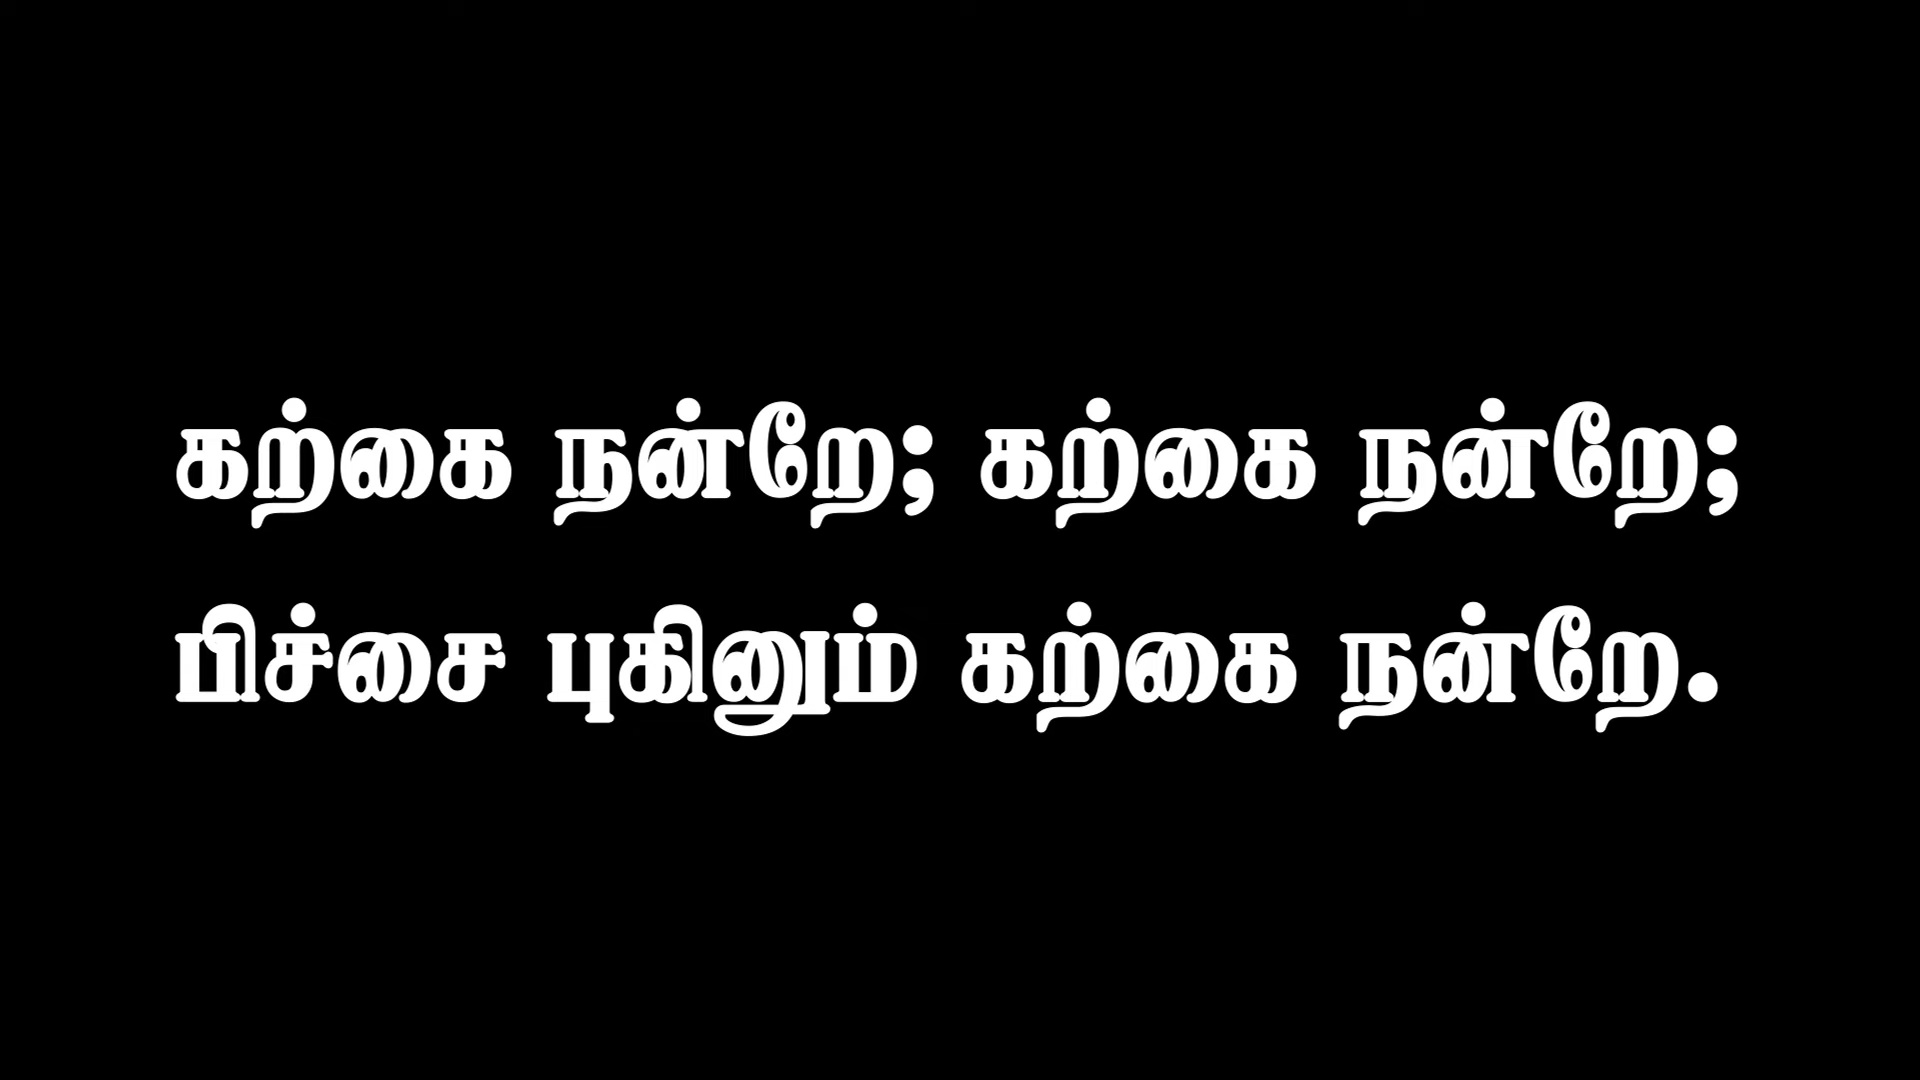 கற்கை நன்றே; கற்கை நன்றே;
பிச்சை புகினும் கற்கை நன்றே.